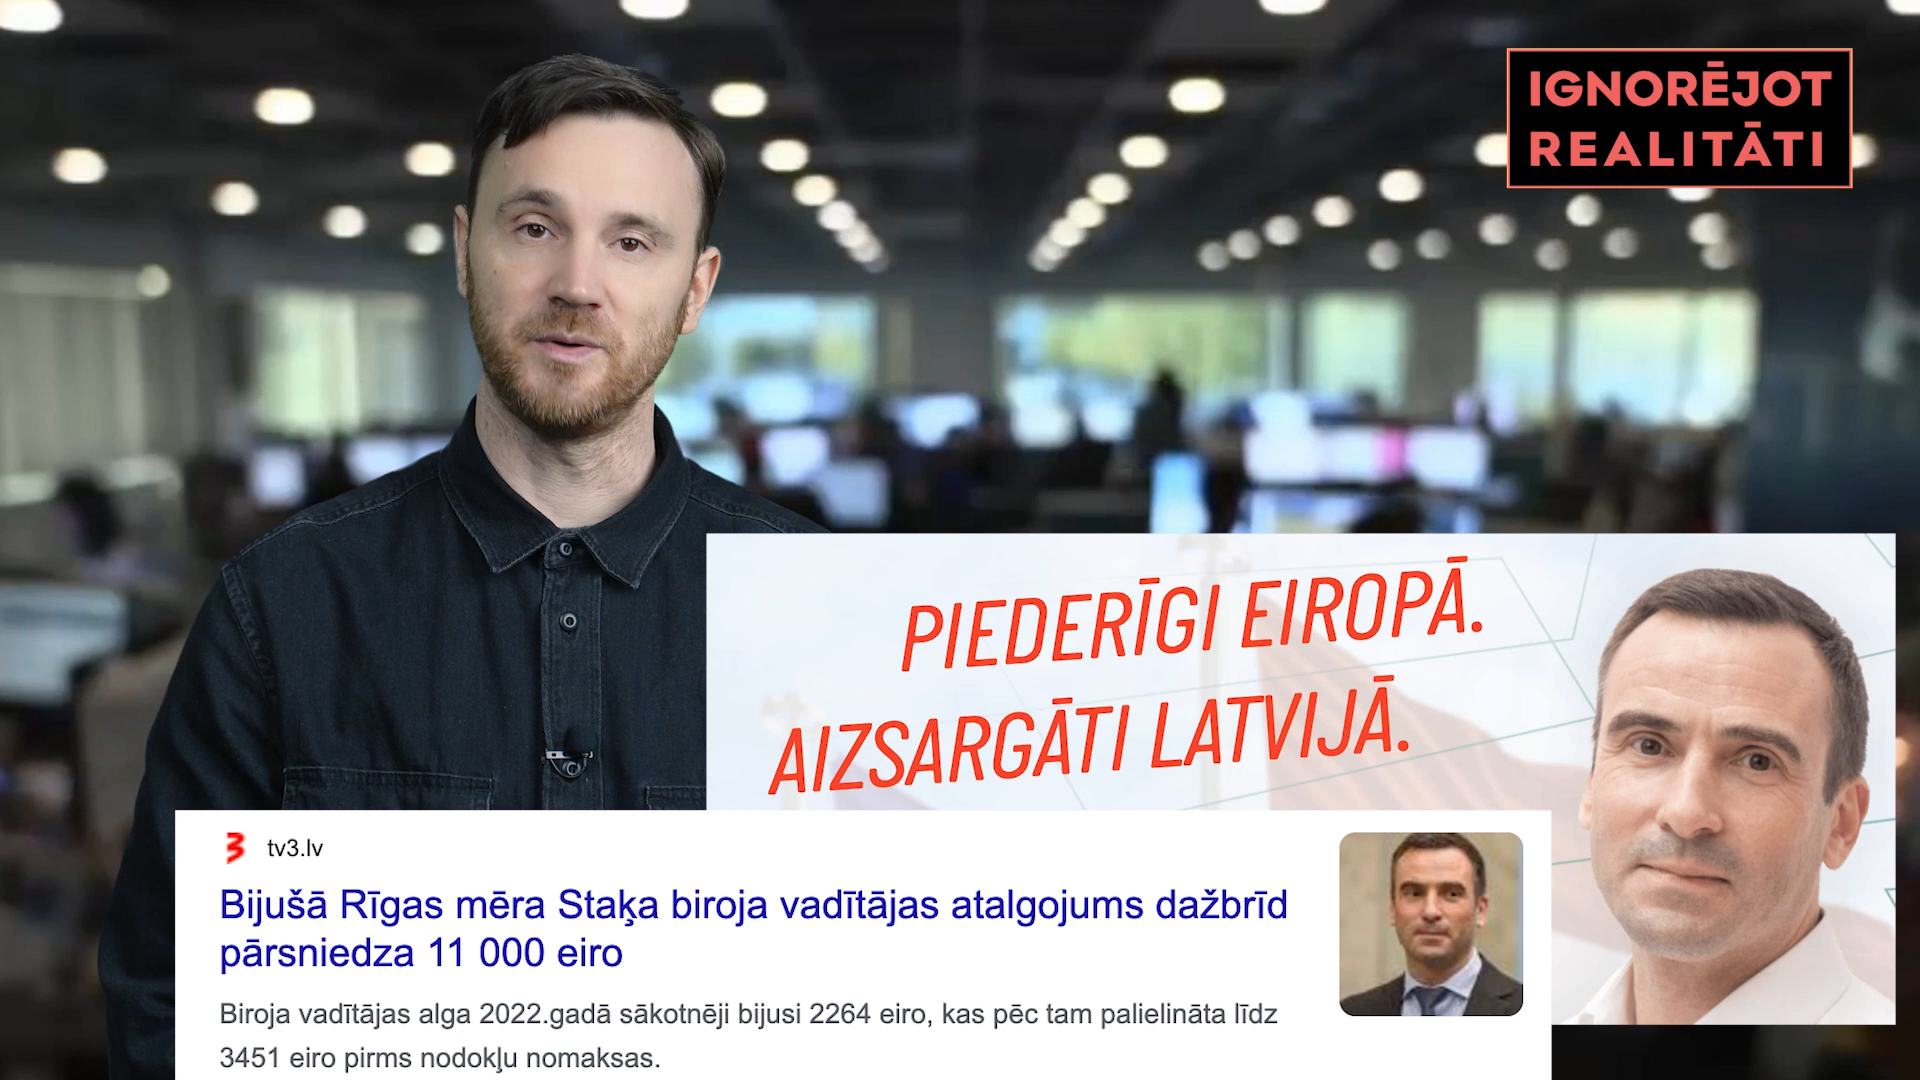 IGNORĒJOT
REALITĀTI
PIEDERĪGI EIROPĀ.
AIZSARGĀTI LATVIJĀ.
tv3.lv
Bijušā Rīgas mēra Staķa biroja vadītājas atalgojums dažbrīd
pārsniedza 11 000 eiro
Biroja vadītājas alga 2022.gadā sākotnēji bijusi 2264 eiro, kas pēc tam palielināta līdz
3451 eiro pirms nodokļu nomaksas.